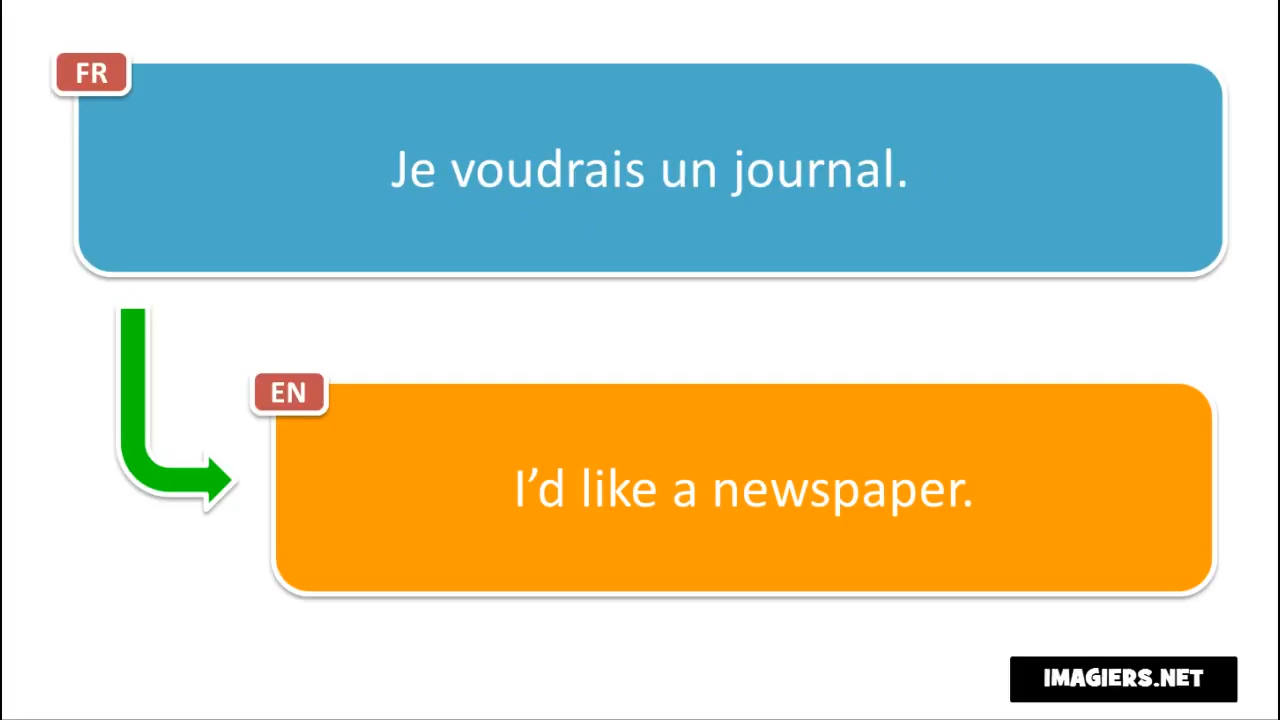 FR
Je voudrais un journal.
EN
I’d like a newspaper.
IMAGIERS.NET